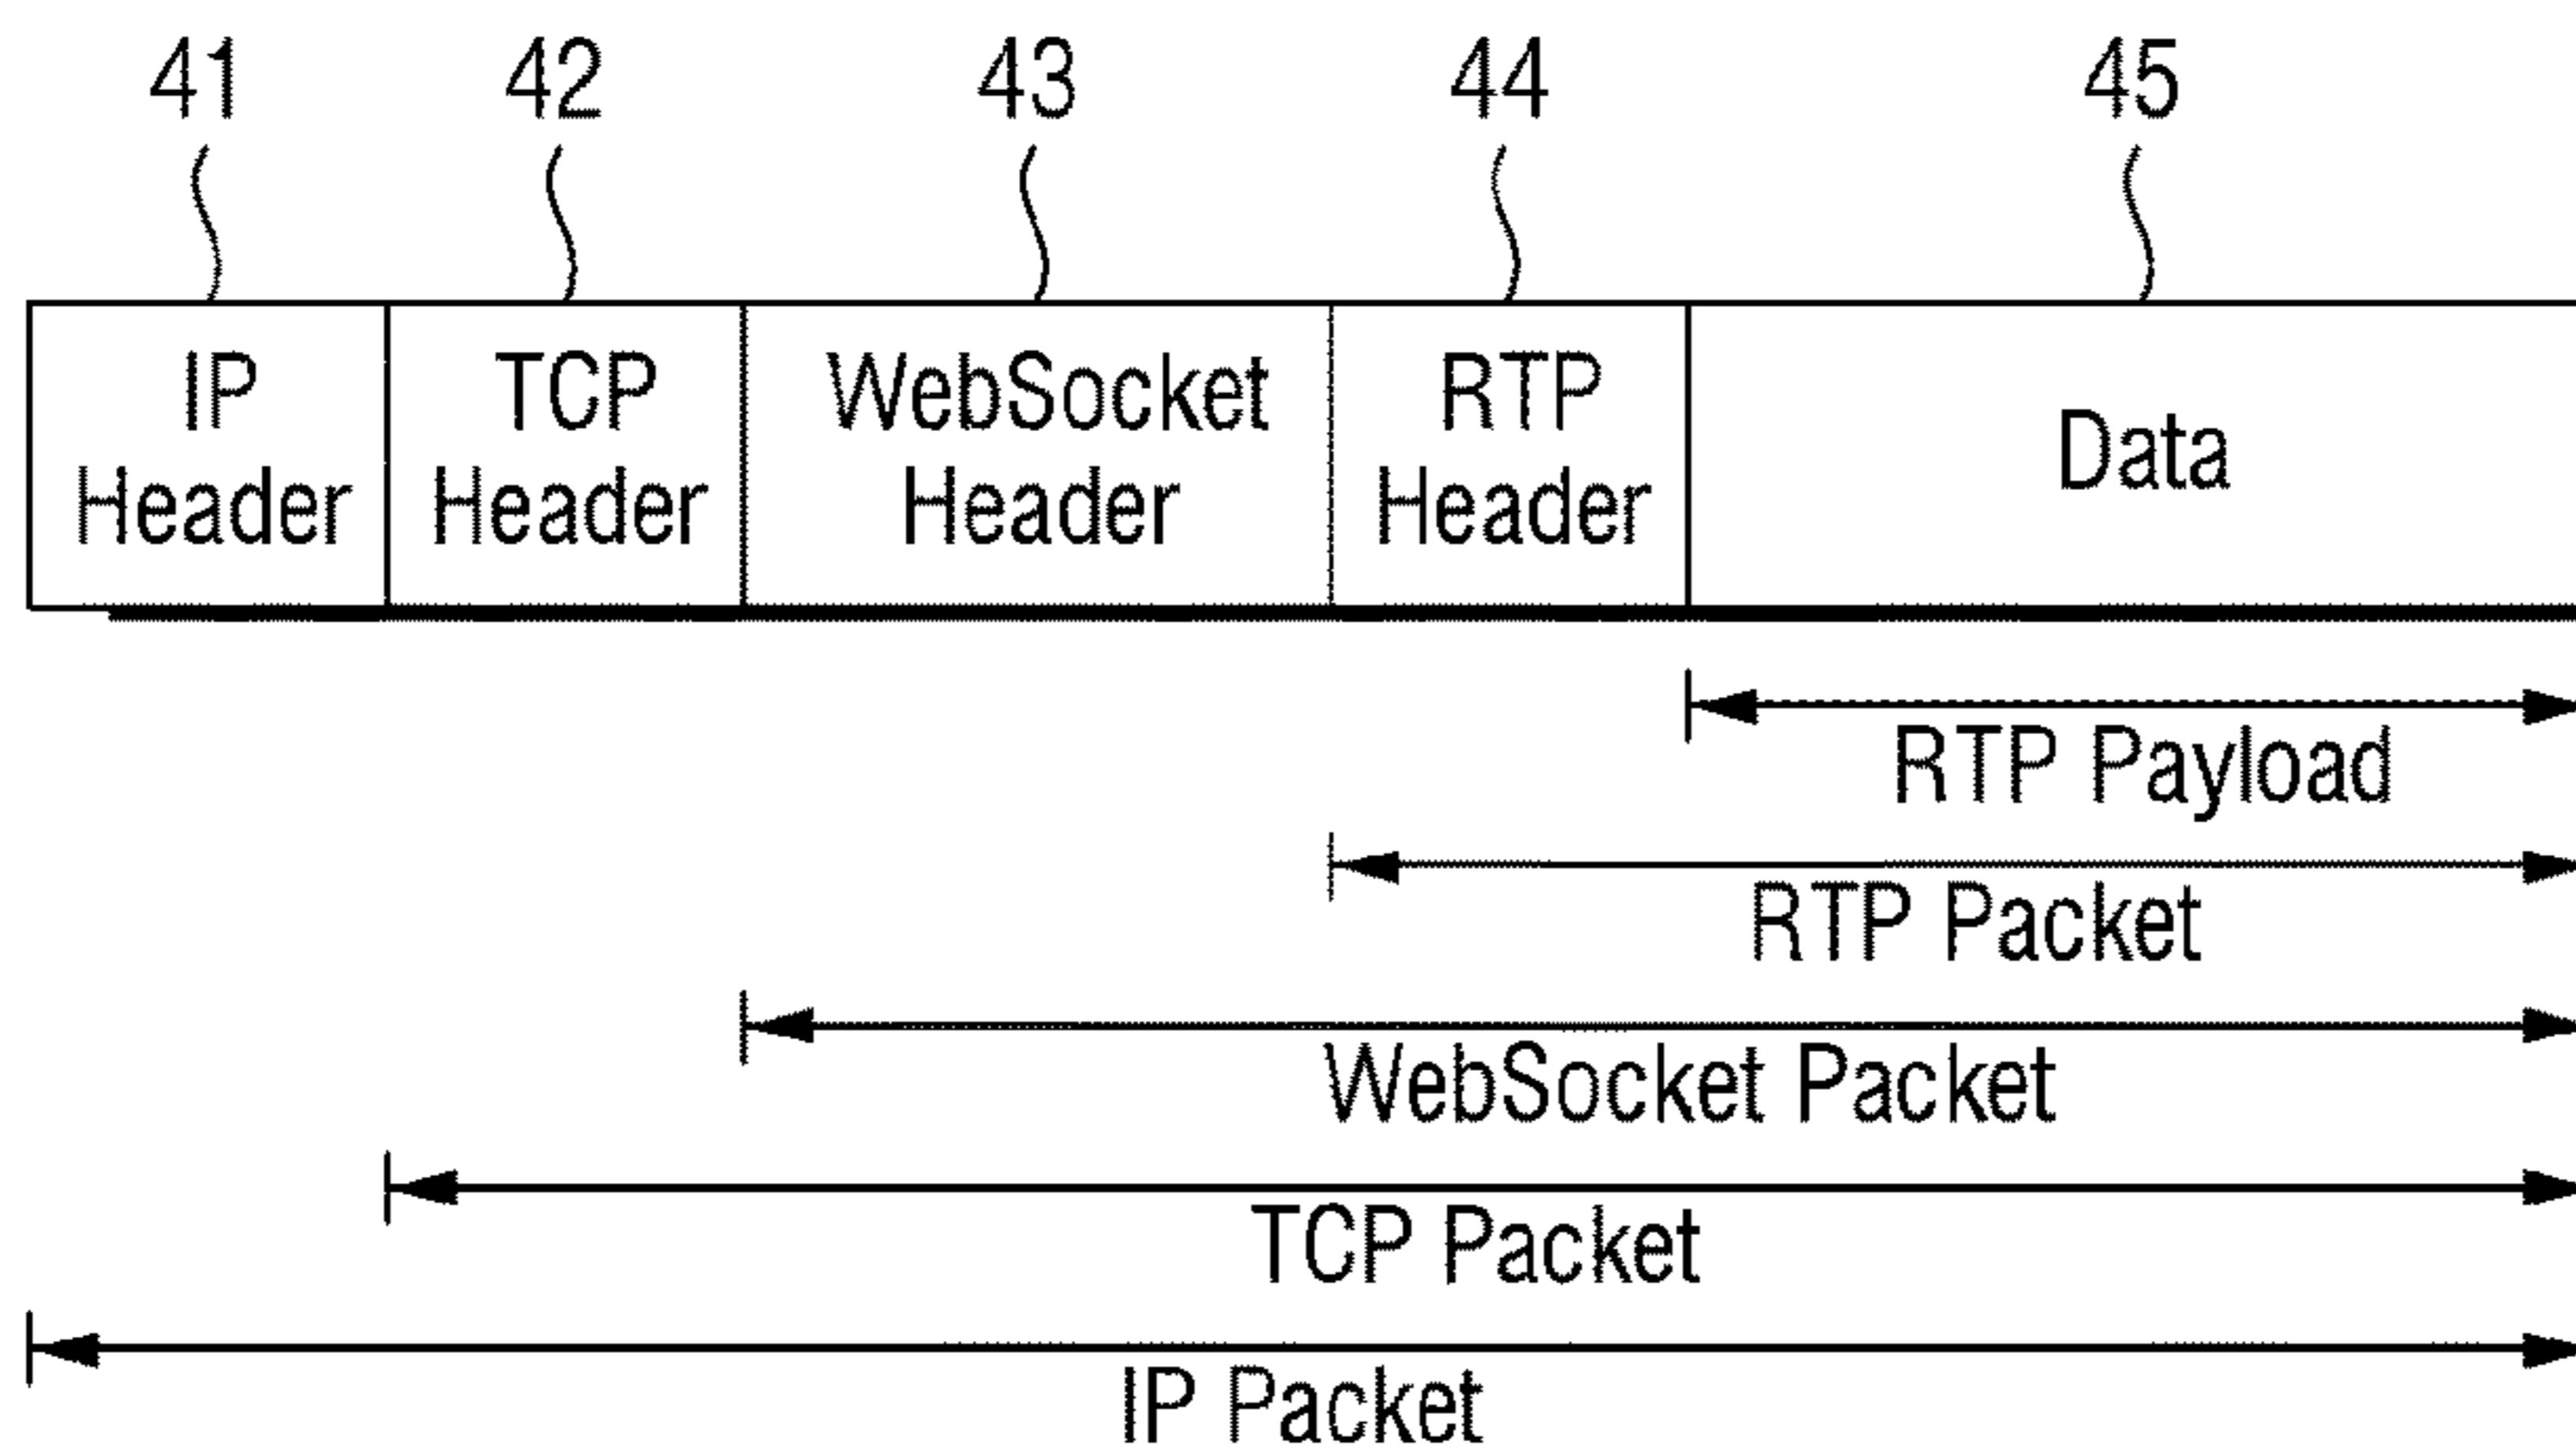 41 42 43 44 45
IP TCP WebSocket RTP
Header Header Header Header Data
RTP Payload
RTP Packet
WebSocket Packet
TCP Packet
IP Packet